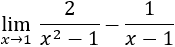 lim x→1 2/(x² − 1) − 1/(x − 1)